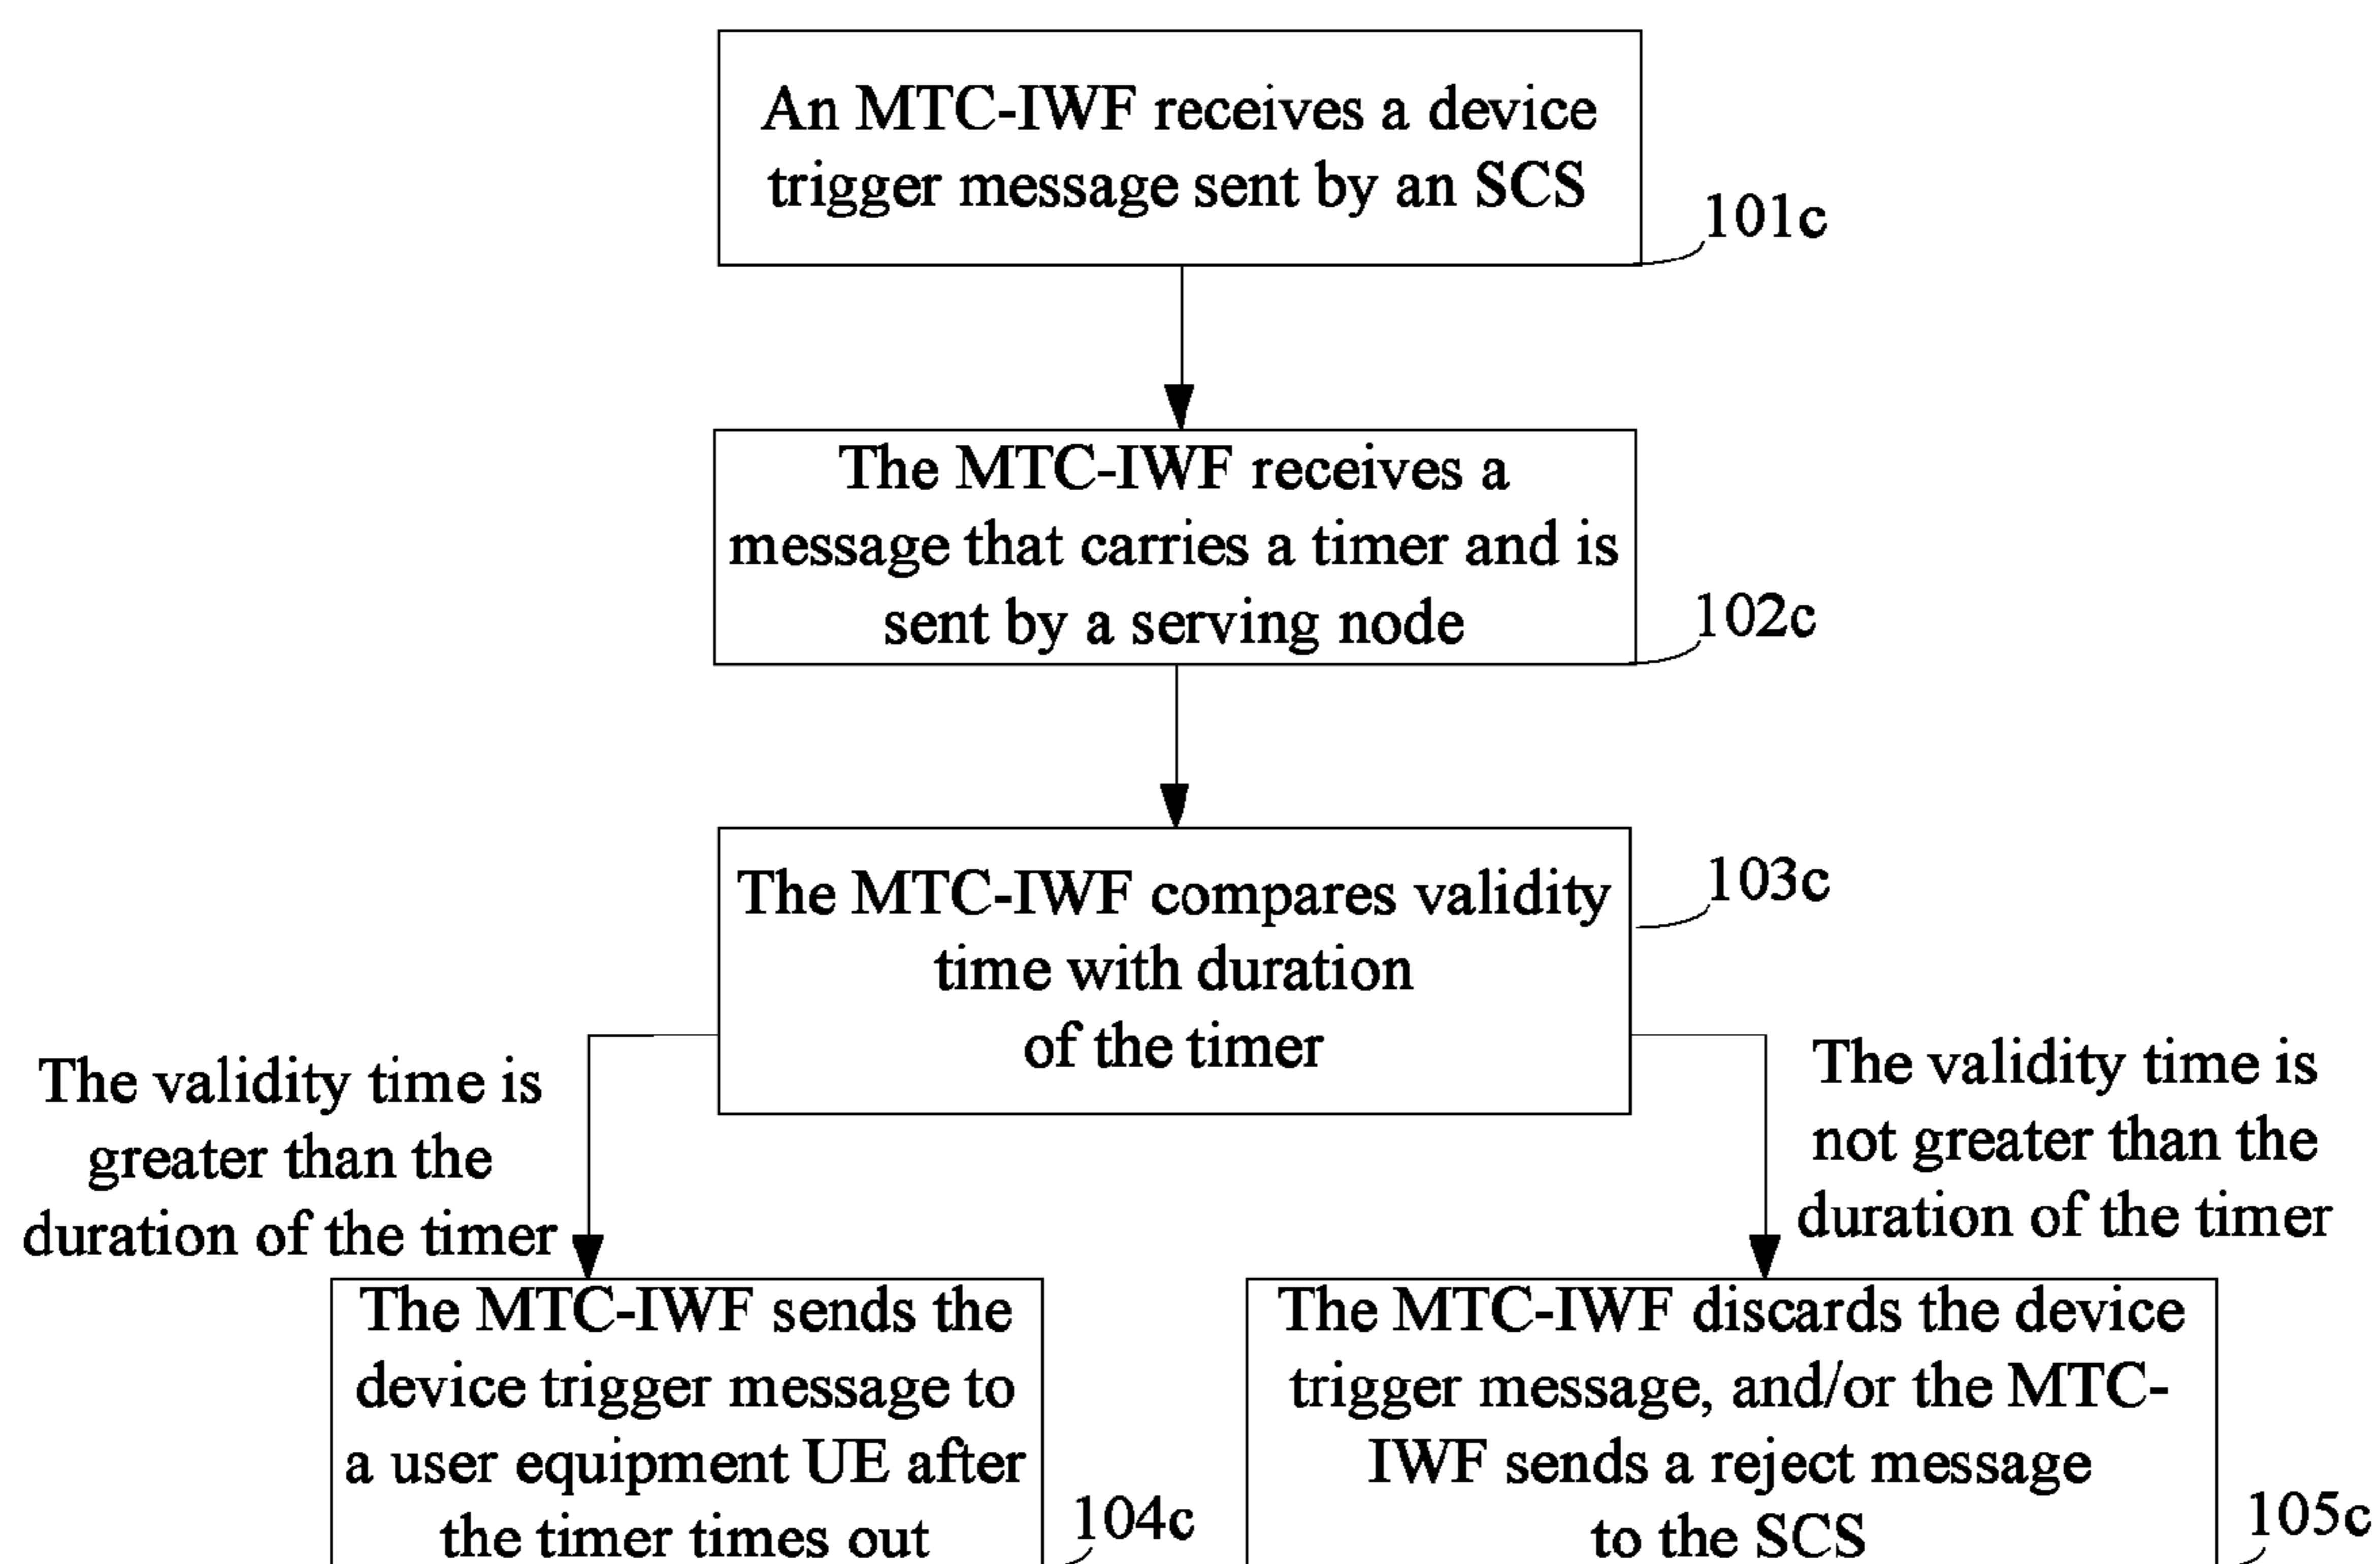 An MTC-IWF receives a device
trigger message sent by an SCS
101c
The MTC-IWF receives a
message that carries a timer and is
sent by a serving node
102c
The MTC-IWF compares validity
time with duration
of the timer
103c
The validity time is
greater than the
duration of the timer
The validity time is
not greater than the
duration of the timer
The MTC-IWF sends the
device trigger message to
a user equipment UE after
the timer times out
104c
The MTC-IWF discards the device
trigger message, and/or the MTC-
IWF sends a reject message
to the SCS
105c